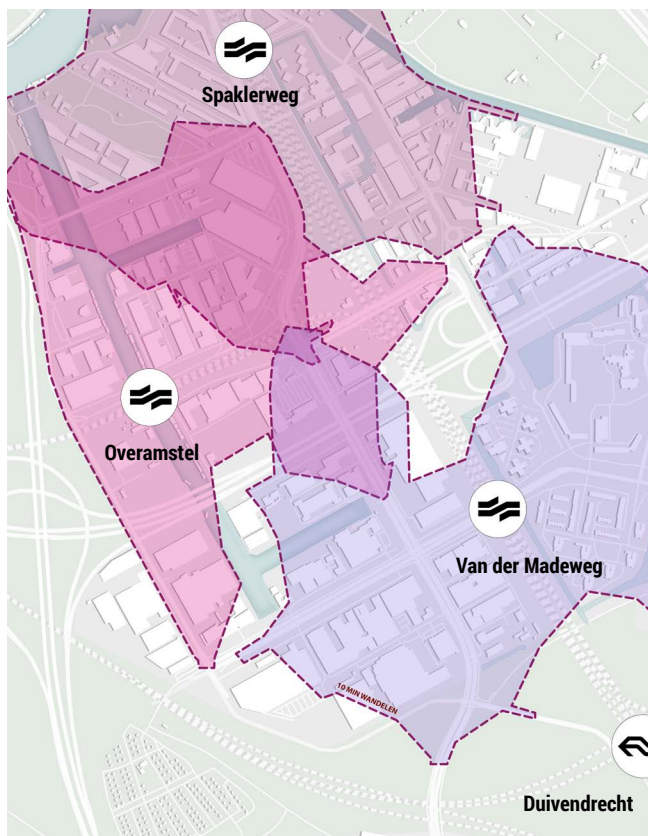 Spaklerweg
Overamstel
Van der Madeweg
10 MIN WANDELEN
Duivendrecht